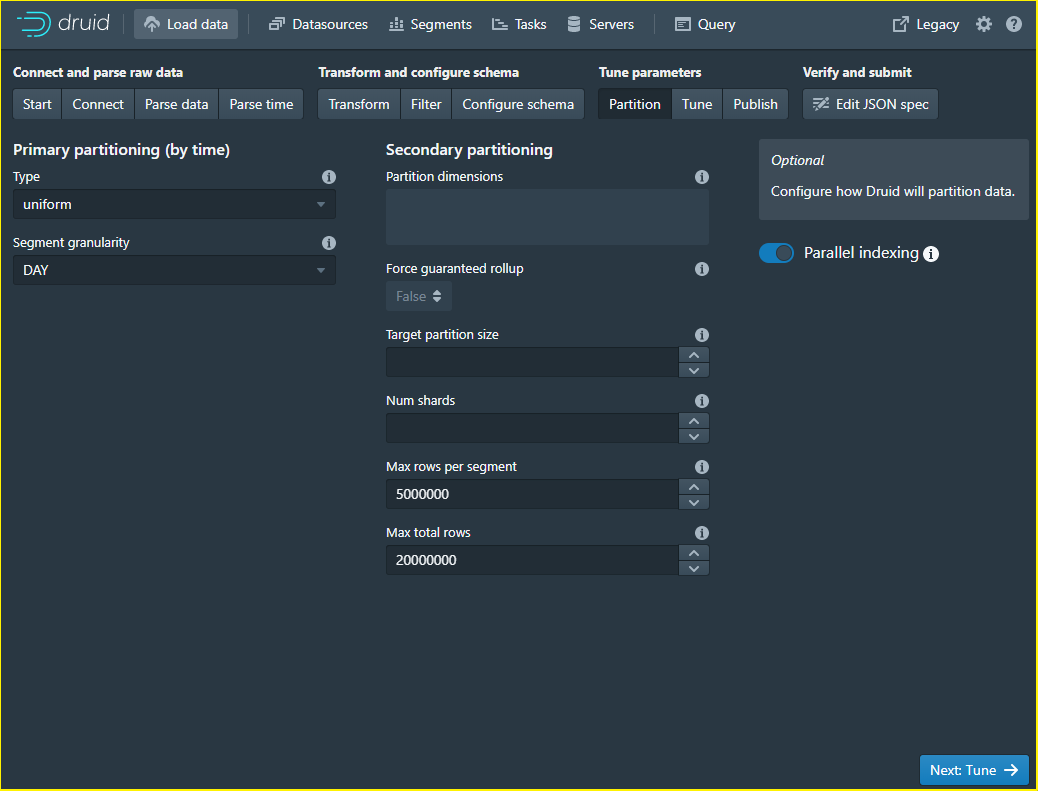 druid Load data Datasources Segments Tasks Servers Query Legacy
Connect and parse raw data Transform and configure schema Tune parameters Verify and submit
Start Connect Parse data Parse time Transform Filter Configure schema Partition Tune Publish Edit JSON spec
Primary partitioning (by time)
Type
uniform
Segment granularity
DAY
Secondary partitioning
Partition dimensions
Force guaranteed rollup
False
Target partition size
Num shards
Max rows per segment
5000000
Max total rows
20000000
Optional
Configure how Druid will partition data.
Parallel indexing
Next: Tune